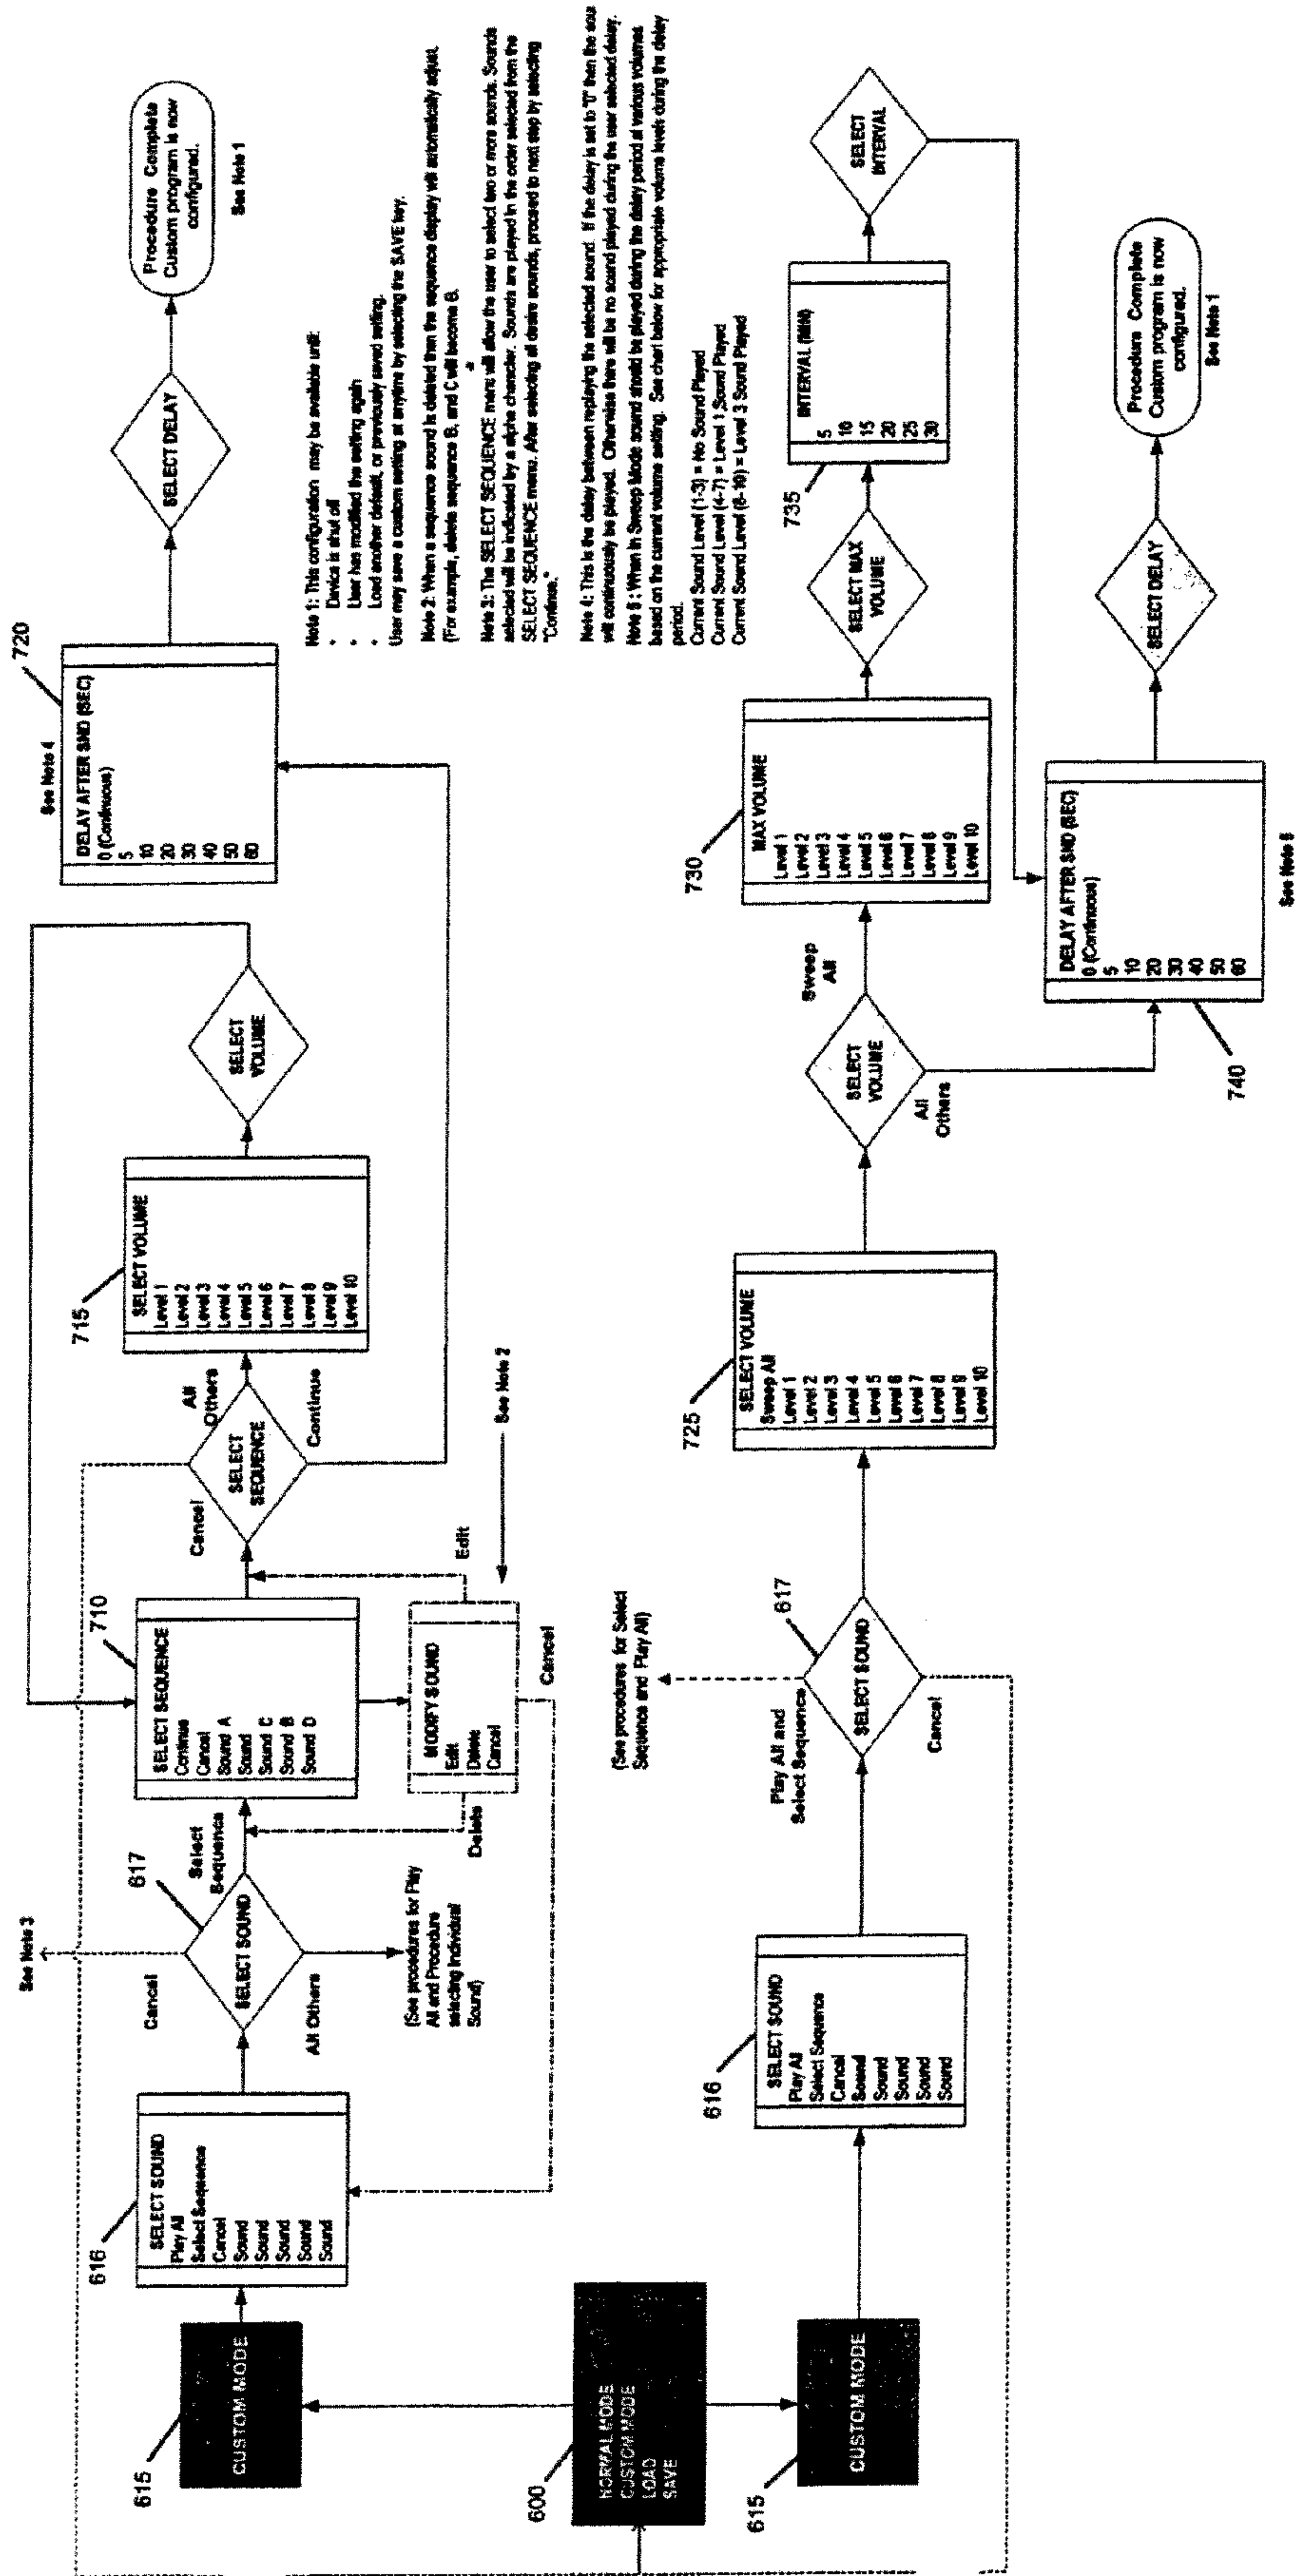 600
NORMAL MODE
CUSTOM MODE
LOAD
SAVE
615
CUSTOM MODE
616
SELECT SOUND
Play All
Select Sequence
Cancel
Sound
Sound
Sound
Sound
Sound
See Note 3
Cancel
617
SELECT SOUND
Select
Sequence
All Others
(See procedures for Play
All and Procedure
selecting Individual
Sound)
710
SELECT SEQUENCE
Continue
Cancel
Sound A
Sound
Sound C
Sound B
Sound D
MODIFY SOUND
Edit
Delete
Cancel
Delete
Edit
Cancel
See Note 2
Cancel
SELECT
SEQUENCE
All
Others
Continue
715
SELECT VOLUME
Level 1
Level 2
Level 3
Level 4
Level 5
Level 6
Level 7
Level 8
Level 9
Level 10
SELECT
VOLUME
720
See Note 4
DELAY AFTER SND (SEC)
0 (Continuous)
5
10
20
30
40
50
60
SELECT DELAY
Procedure Complete
Custom program is now
configured.
See Note 1
Note 1: This configuration may be available until:
• Device is shut off
• User has modified the setting again
• Load another default, or previously saved setting.
User may save a custom setting at anytime by selecting the SAVE key.
Note 2: When a sequence sound is deleted then the sequence display will automatically adjust.
(For example, delete sequence B, and C will become B.
Note 3: The SELECT SEQUENCE menu will allow the user to select two or more sounds. Sounds
selected will be indicated by a alpha character. Sounds are played in the order selected from the
SELECT SEQUENCE menu. After selecting all desire sounds, proceed to next step by selecting
"Continue."
Note 4: This is the delay between replaying the selected sound. If the delay is set to "0" then the sou
will continuously be played. Otherwise there will be no sound played during the user selected delay.
Note 5 : When in Sweep Mode sound should be played during the delay period at various volumes
based on the current volume setting. See chart below for appropriate volume levels during the delay
period.
Current Sound Level (1-3) = No Sound Played
Current Sound Level (4-7) = Level 1 Sound Played
Current Sound Level (8-10) = Level 3 Sound Played
615
CUSTOM MODE
616
SELECT SOUND
Play All
Select Sequence
Cancel
Sound
Sound
Sound
Sound
Sound
(See procedures for Select
Sequence and Play All)
Play All and
Select Sequence
617
SELECT SOUND
Cancel
725
SELECT VOLUME
Sweep All
Level 1
Level 2
Level 3
Level 4
Level 5
Level 6
Level 7
Level 8
Level 9
Level 10
SELECT
VOLUME
Sweep
All
All
Others
730
MAX VOLUME
Level 1
Level 2
Level 3
Level 4
Level 5
Level 6
Level 7
Level 8
Level 9
Level 10
SELECT MAX
VOLUME
735
INTERVAL (MIN)
5
10
15
20
25
30
SELECT
INTERVAL
740
DELAY AFTER SND (SEC)
0 (Continuous)
5
10
20
30
40
50
60
See Note 5
SELECT DELAY
Procedure Complete
Custom program is now
configured.
See Note 1